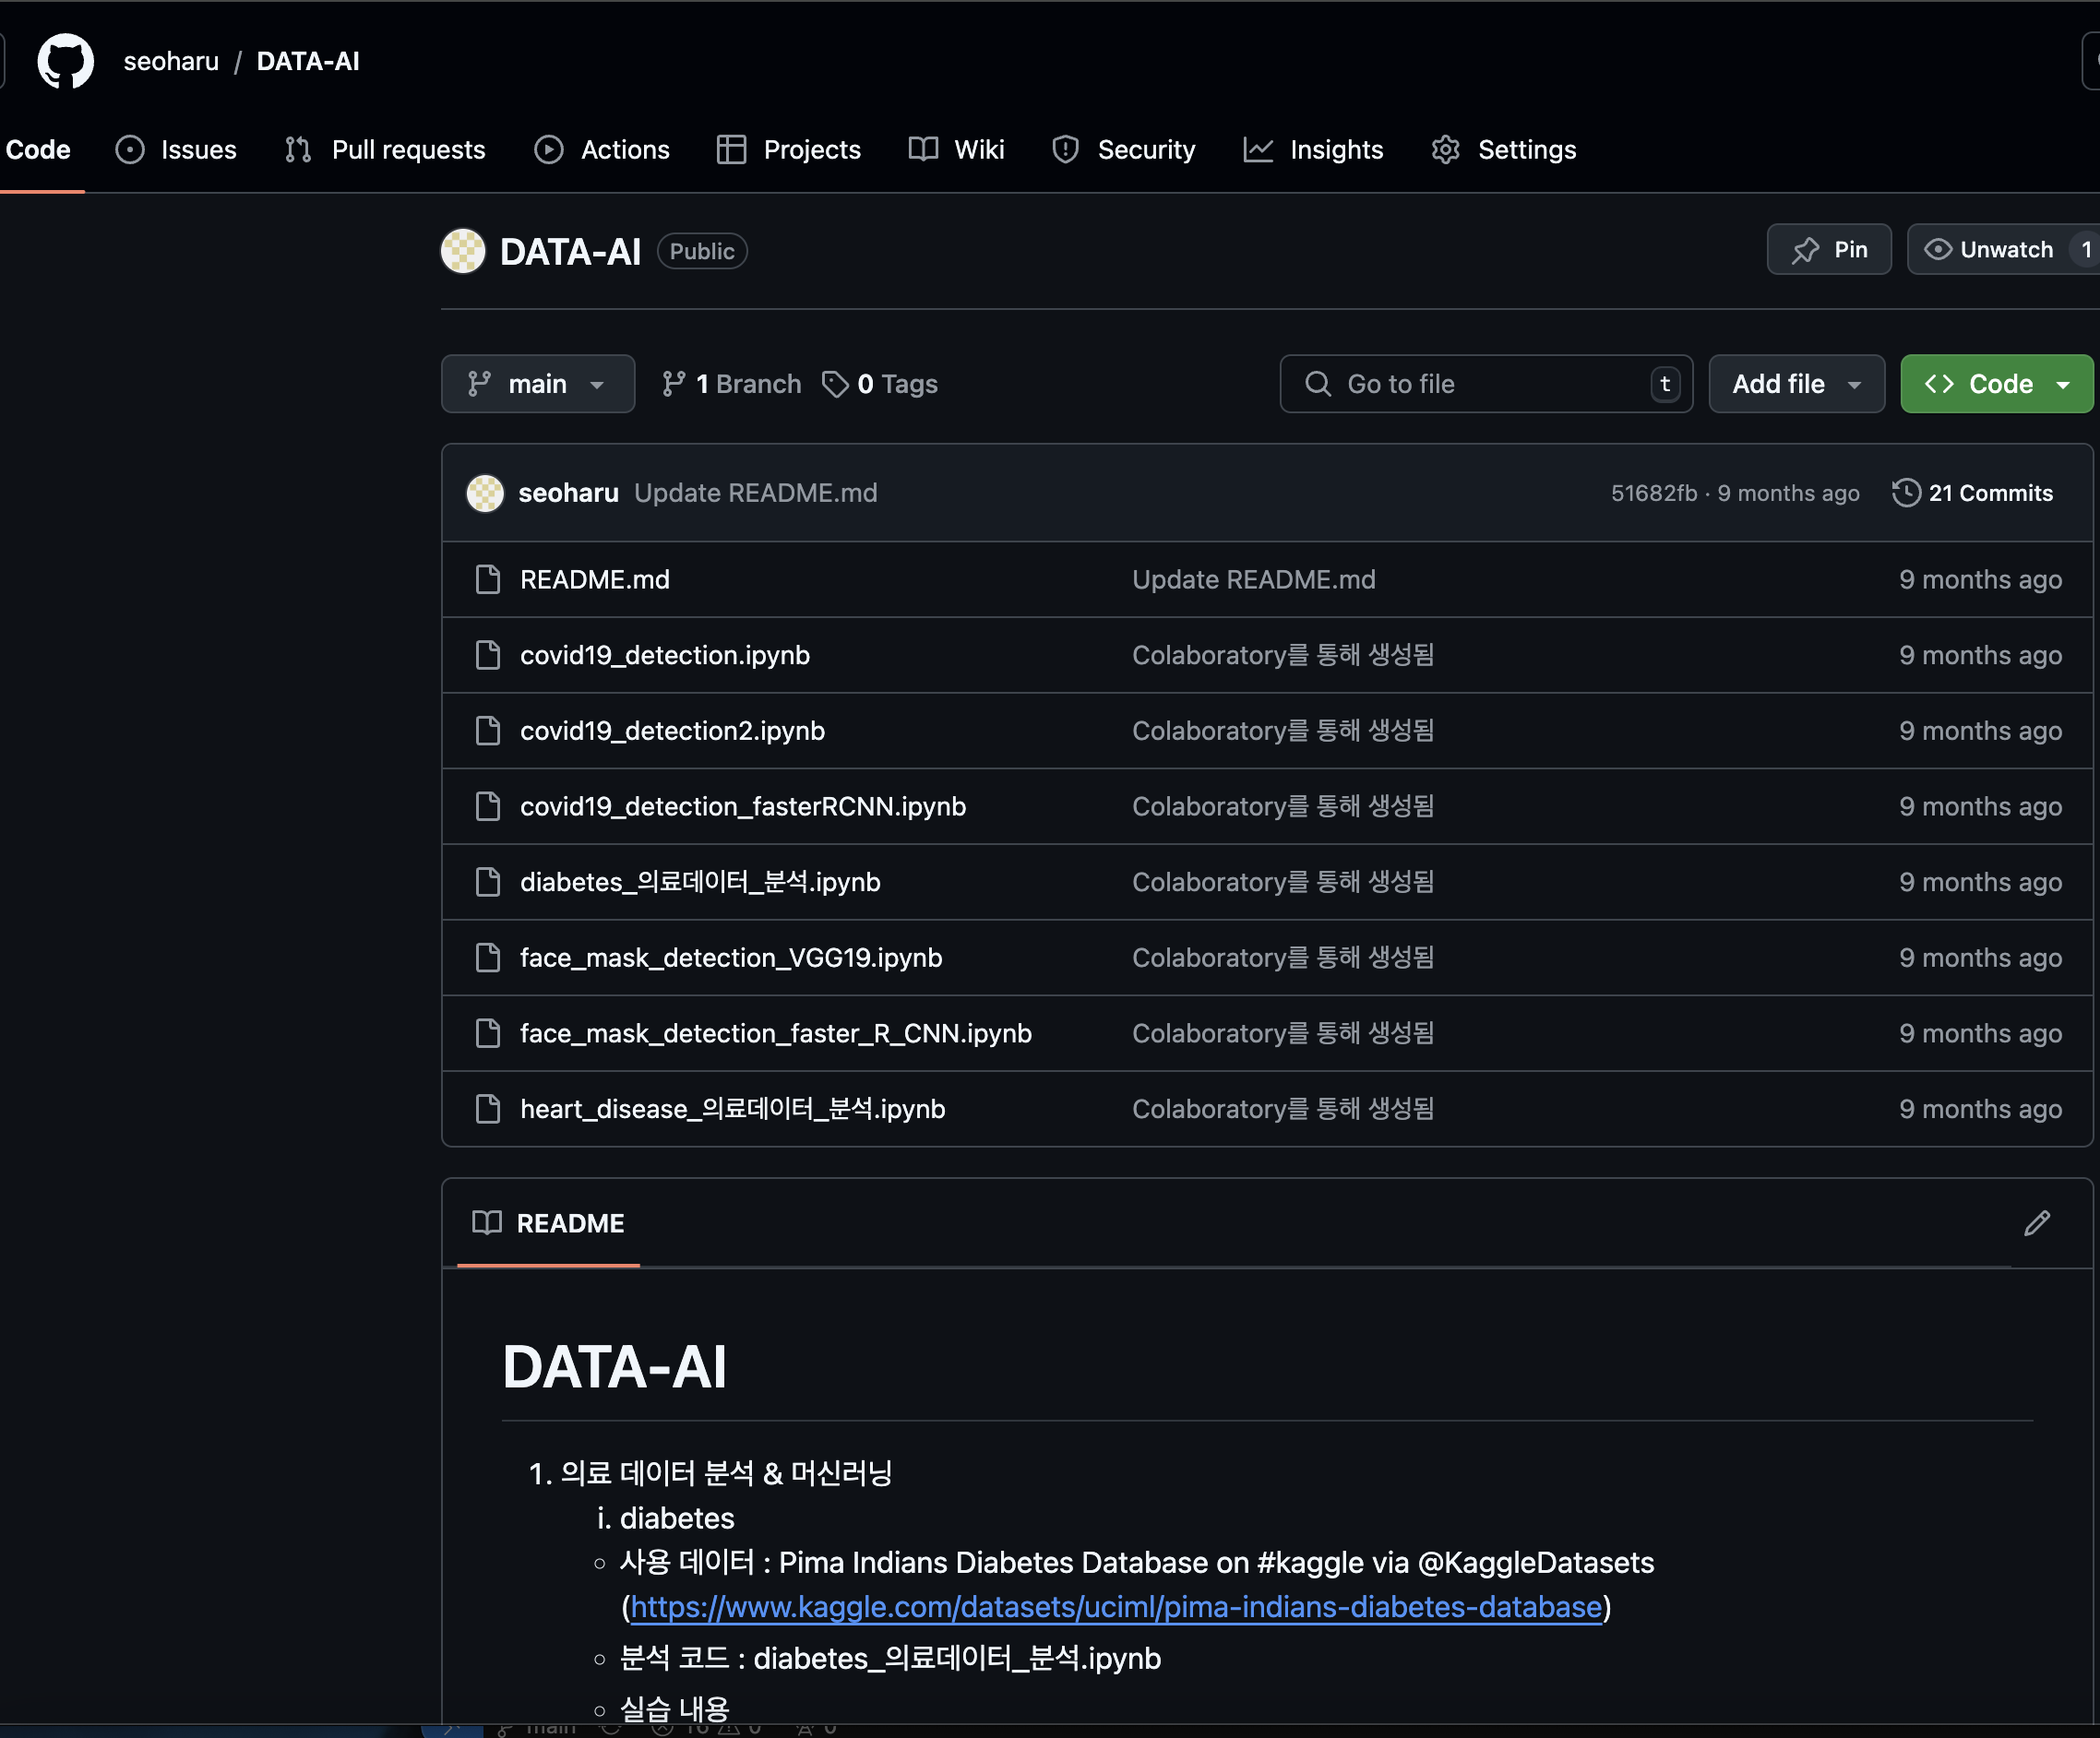 seoharu / DATA-AI
Code Issues Pull requests Actions Projects Wiki Security Insights Settings
DATA-AI Public Pin Unwatch 1
main 1 Branch 0 Tags Go to file t Add file Code
seoharu Update README.md 51682fb · 9 months ago 21 Commits
README.md Update README.md 9 months ago
covid19_detection.ipynb Colaboratory를 통해 생성됨 9 months ago
covid19_detection2.ipynb Colaboratory를 통해 생성됨 9 months ago
covid19_detection_fasterRCNN.ipynb Colaboratory를 통해 생성됨 9 months ago
diabetes_의료데이터_분석.ipynb Colaboratory를 통해 생성됨 9 months ago
face_mask_detection_VGG19.ipynb Colaboratory를 통해 생성됨 9 months ago
face_mask_detection_faster_R_CNN.ipynb Colaboratory를 통해 생성됨 9 months ago
heart_disease_의료데이터_분석.ipynb Colaboratory를 통해 생성됨 9 months ago
README
DATA-AI
1. 의료 데이터 분석 & 머신러닝
i. diabetes
○ 사용 데이터 : Pima Indians Diabetes Database on #kaggle via @KaggleDatasets
(https://www.kaggle.com/datasets/uciml/pima-indians-diabetes-database)
○ 분석 코드 : diabetes_의료데이터_분석.ipynb
○ 실습 내용
main